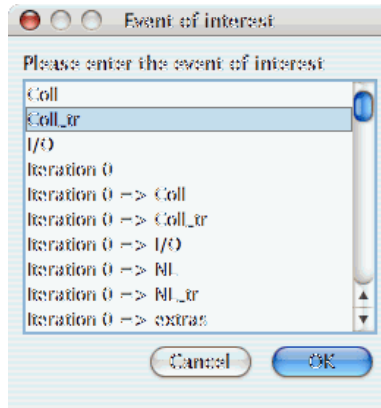 Event of interest
Please enter the event of interest
Coll
Coll_tr
I/O
Iteration 0
Iteration 0 => Coll
Iteration 0 => Coll_tr
Iteration 0 => I/O
Iteration 0 => NL
Iteration 0 => NL_tr
Iteration 0 => extras
Cancel OK